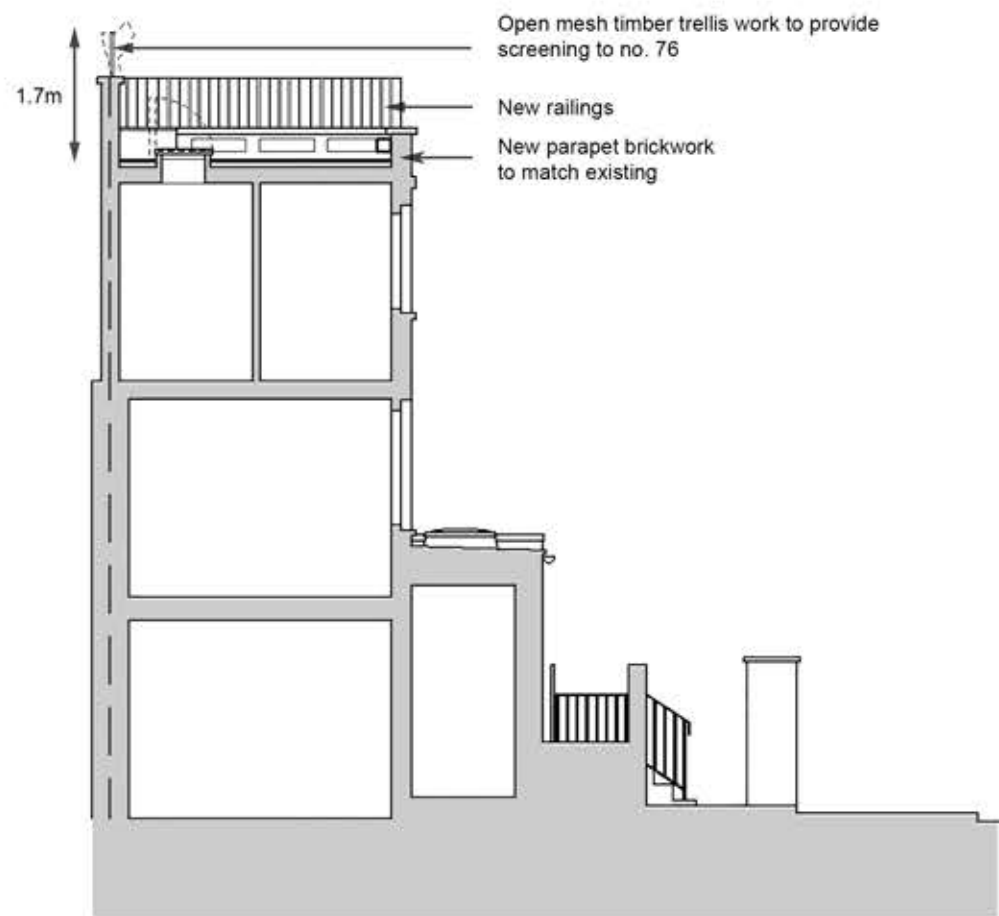 Open mesh timber trellis work to provide
screening to no. 76
1.7m
New railings
New parapet brickwork
to match existing